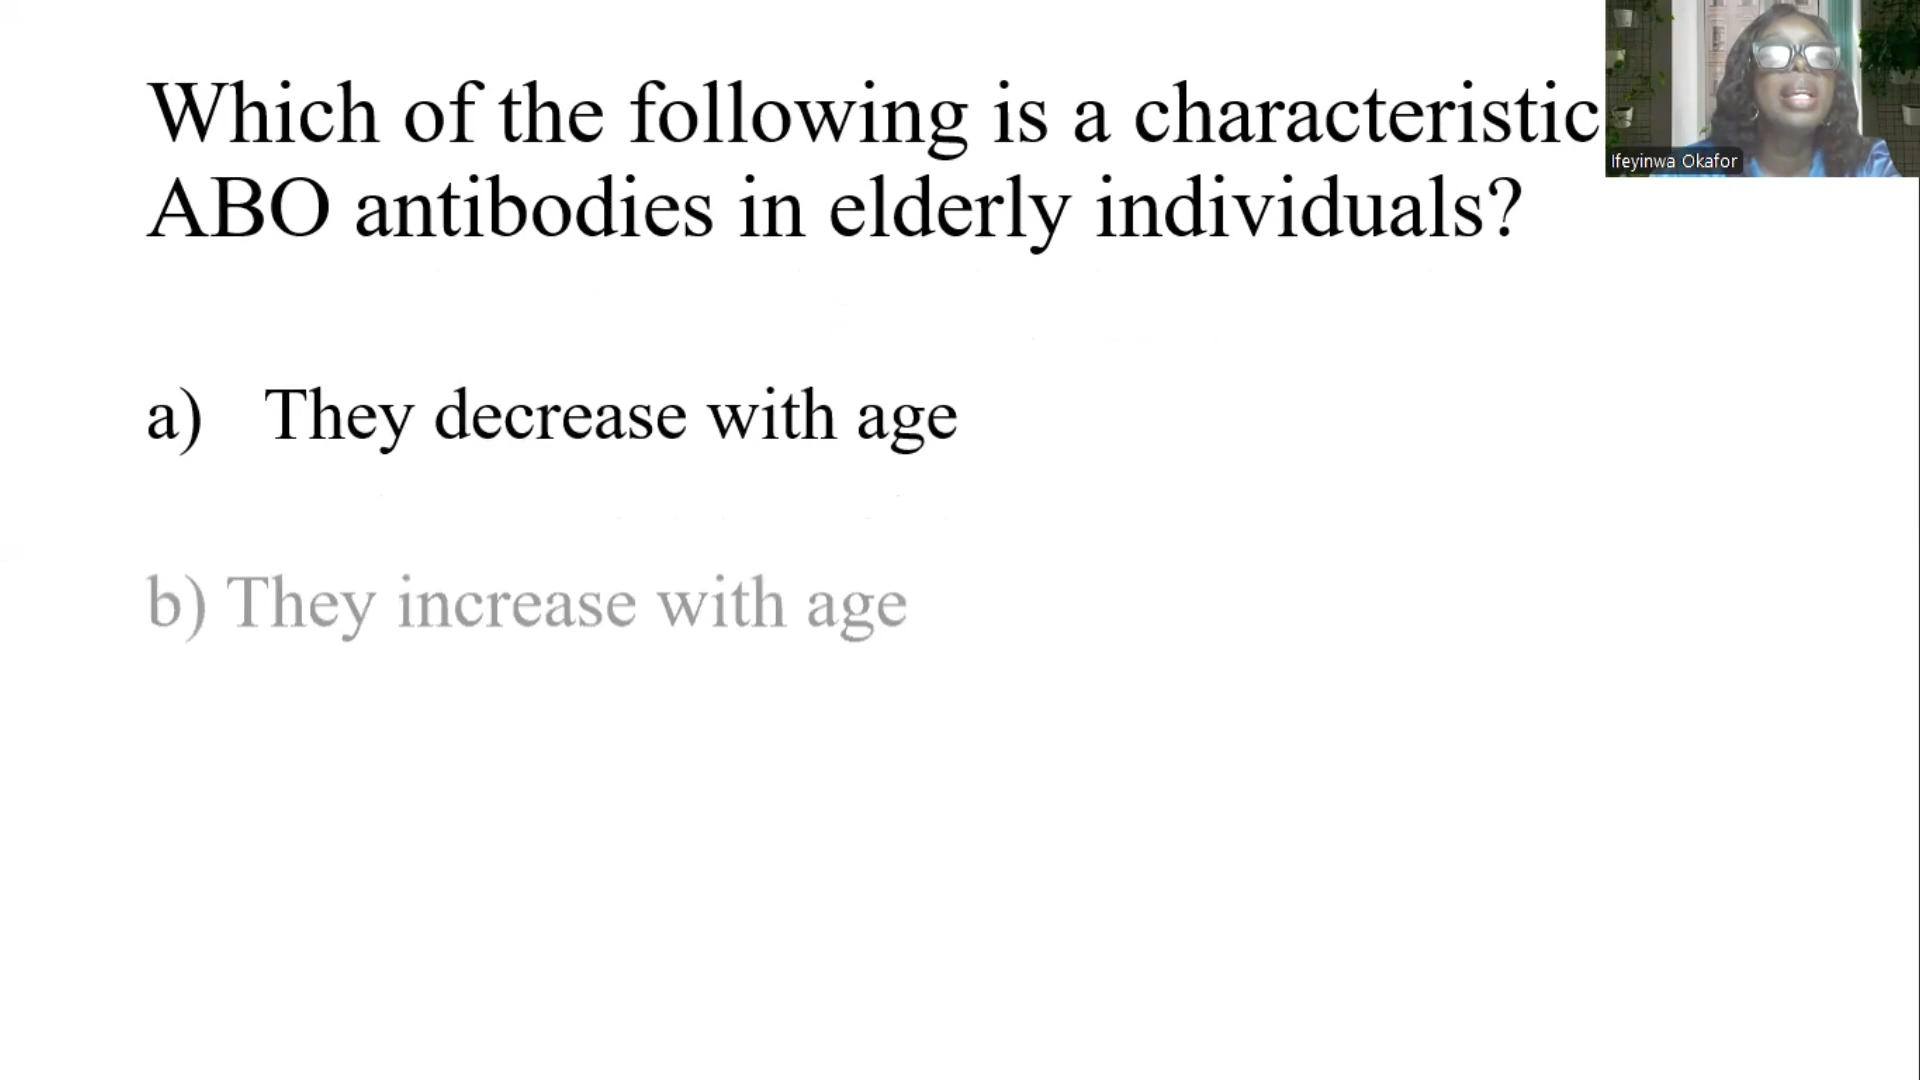 Which of the following is a characteristic
ABO antibodies in elderly individuals?
a) They decrease with age
b) They increase with age
Ifeyinwa Okafor